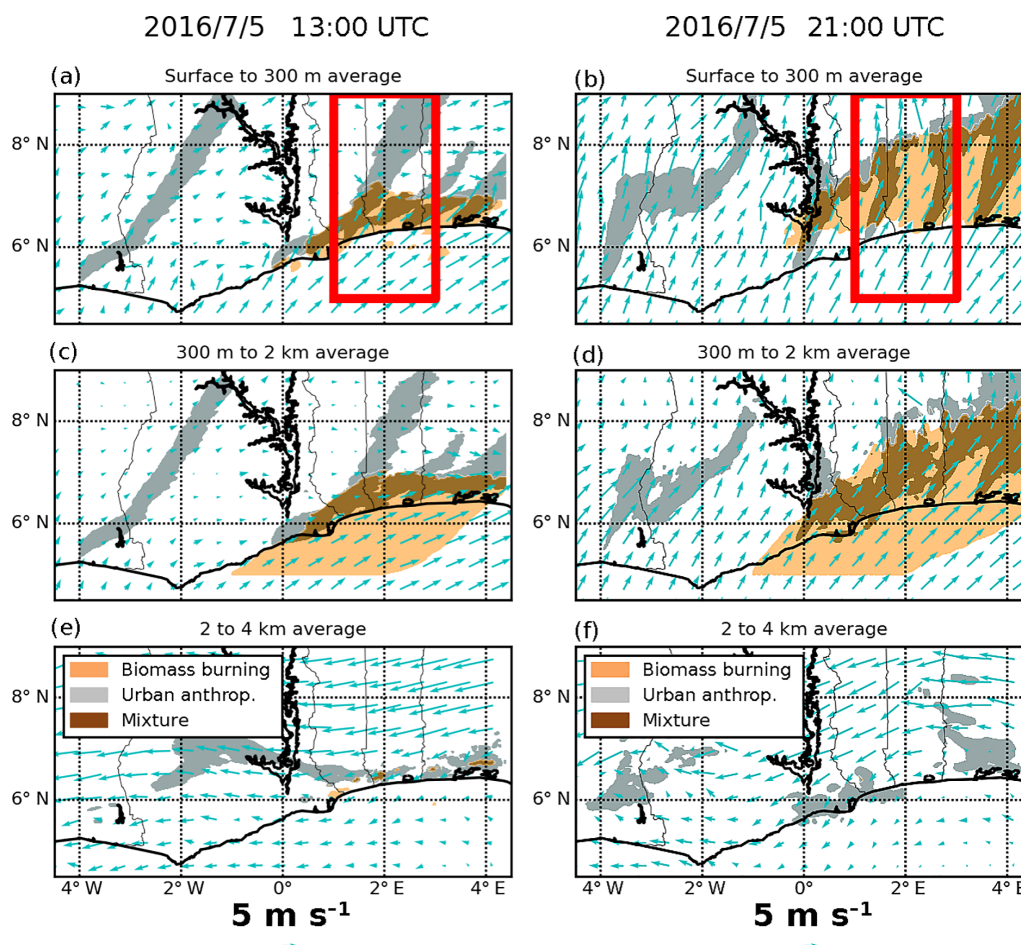 2016/7/5 13:00 UTC
2016/7/5 21:00 UTC
(a) Surface to 300 m average
(b) Surface to 300 m average
8° N
6° N
8° N
6° N
(c) 300 m to 2 km average
(d) 300 m to 2 km average
8° N
6° N
8° N
6° N
(e) 2 to 4 km average
(f) 2 to 4 km average
Biomass burning
Urban anthrop.
Mixture
Biomass burning
Urban anthrop.
Mixture
8° N
6° N
8° N
6° N
4° W 2° W 0° 2° E 4° E
4° W 2° W 0° 2° E 4° E
5 m s⁻¹
5 m s⁻¹